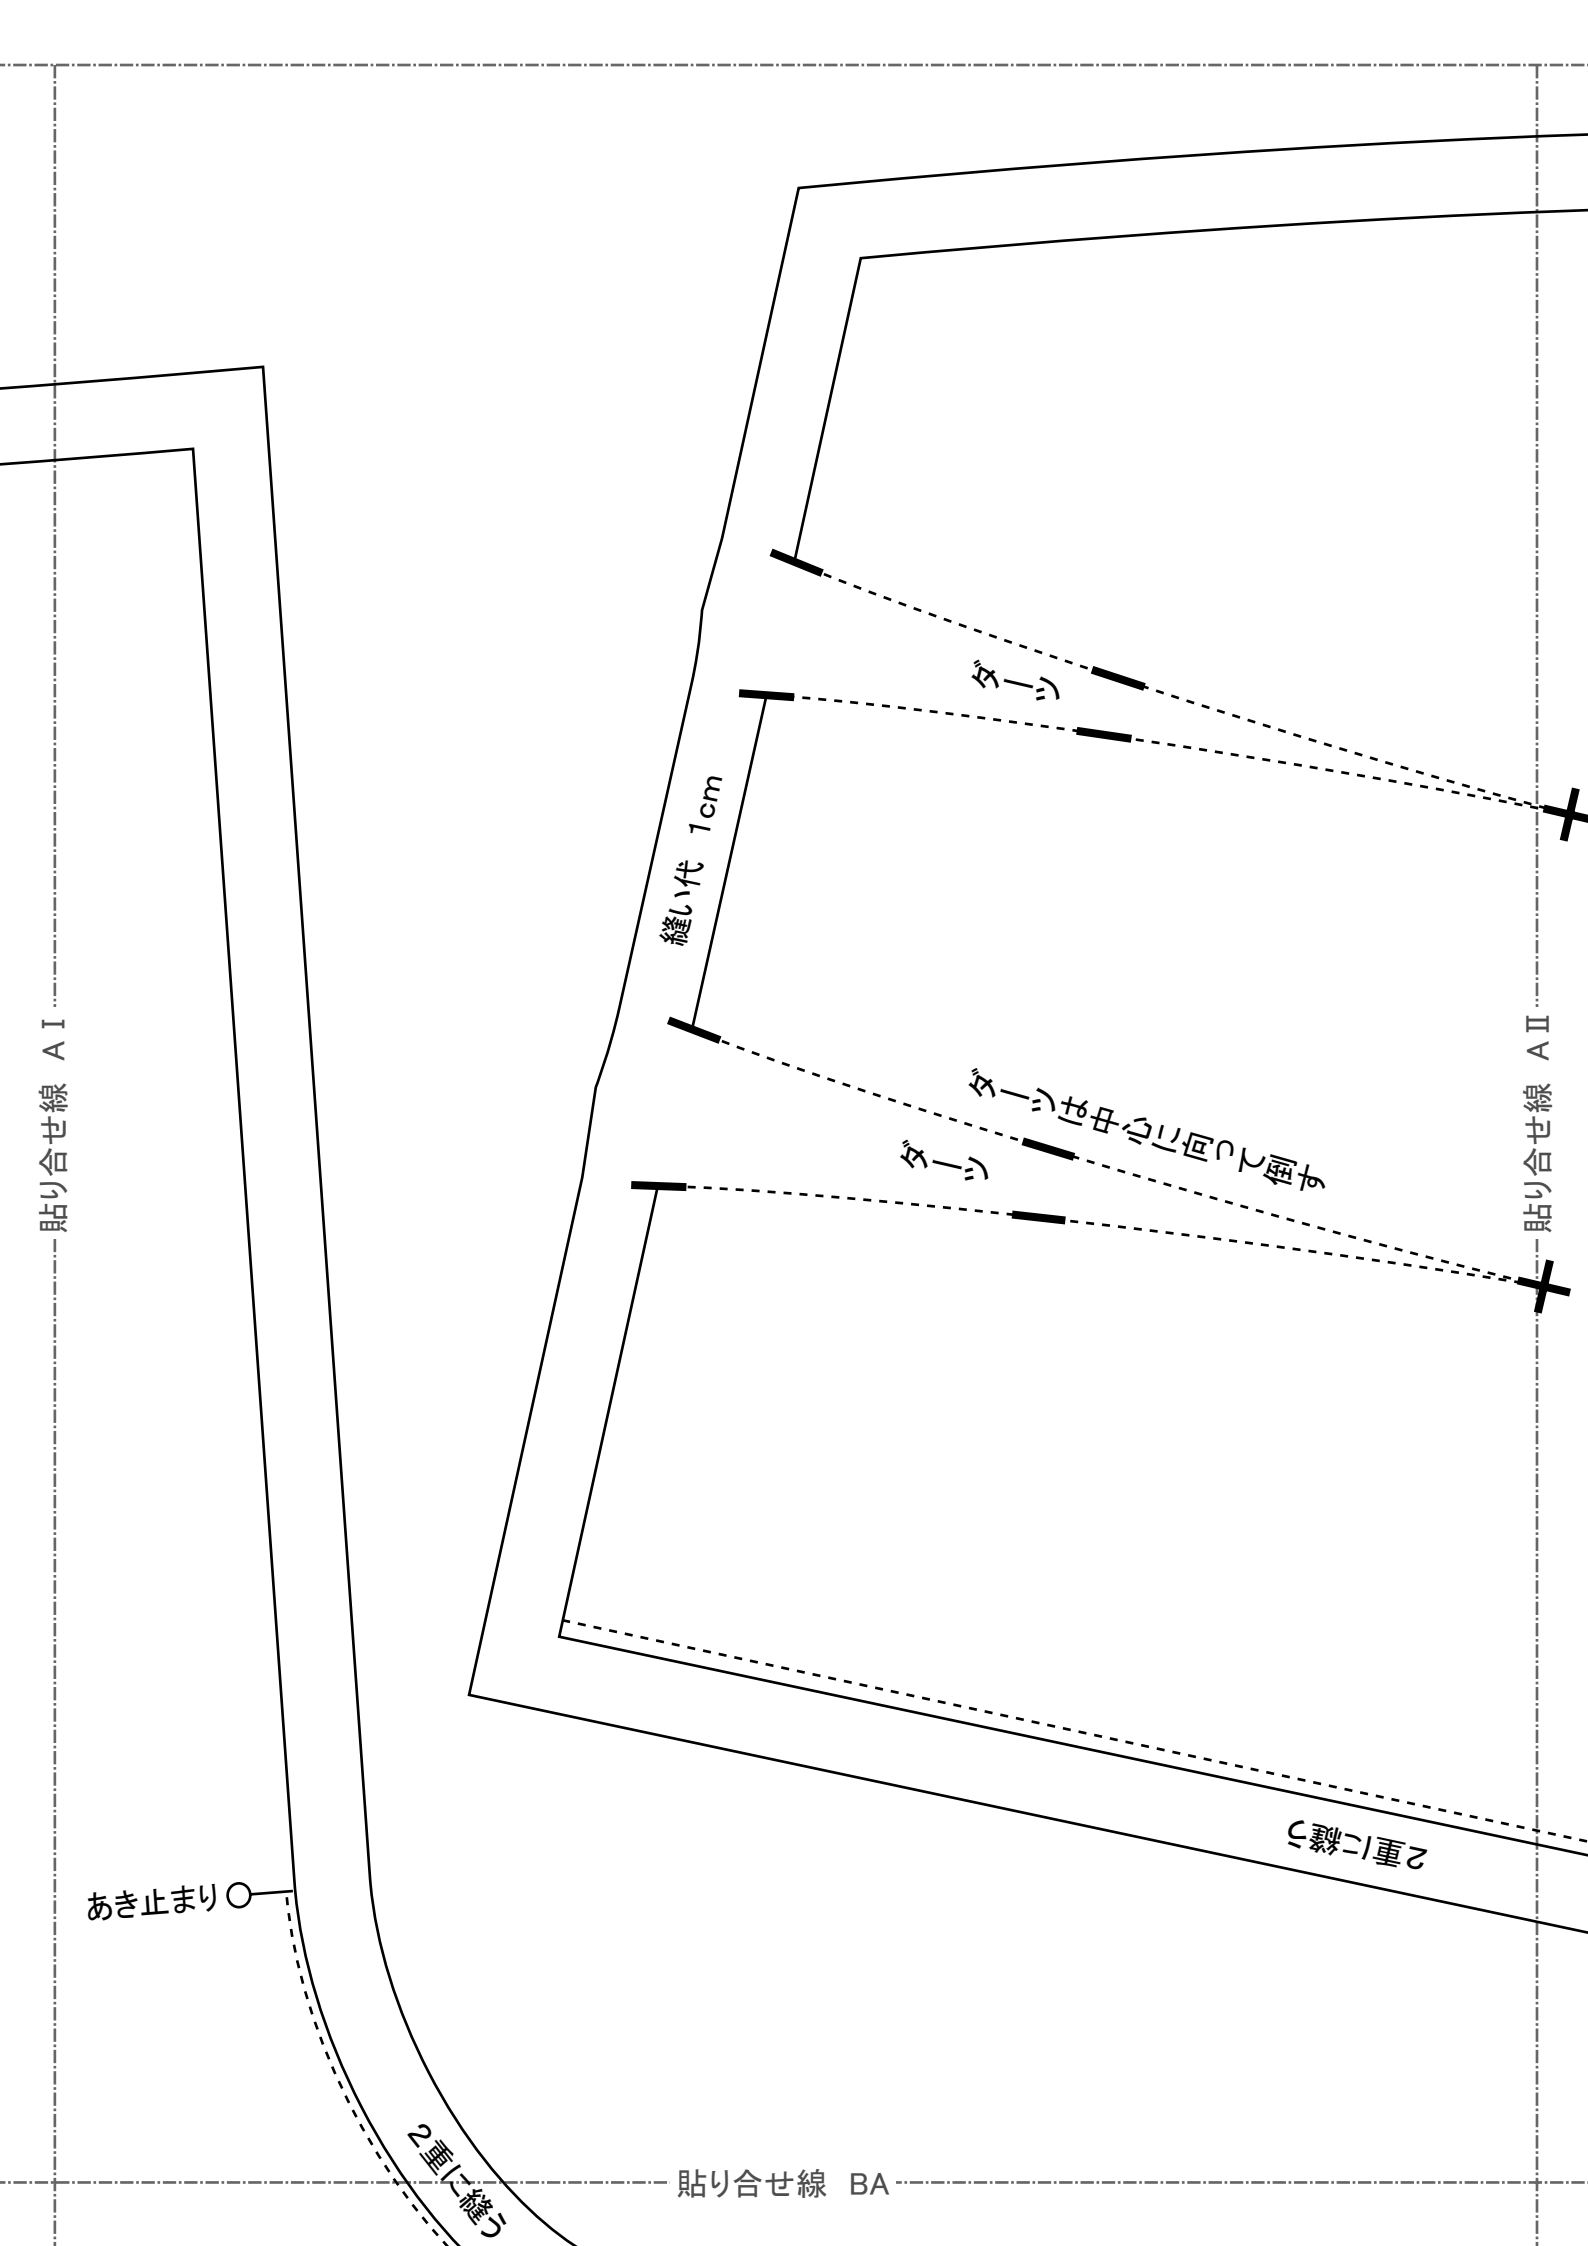 ダーツ
縫い代 1cm
貼り合せ線 AⅠ
貼り合せ線 AⅡ
ダーツは中心に向って倒す
ダーツ
2重に縫う
あき止まり
2重に縫う
貼り合せ線 BA